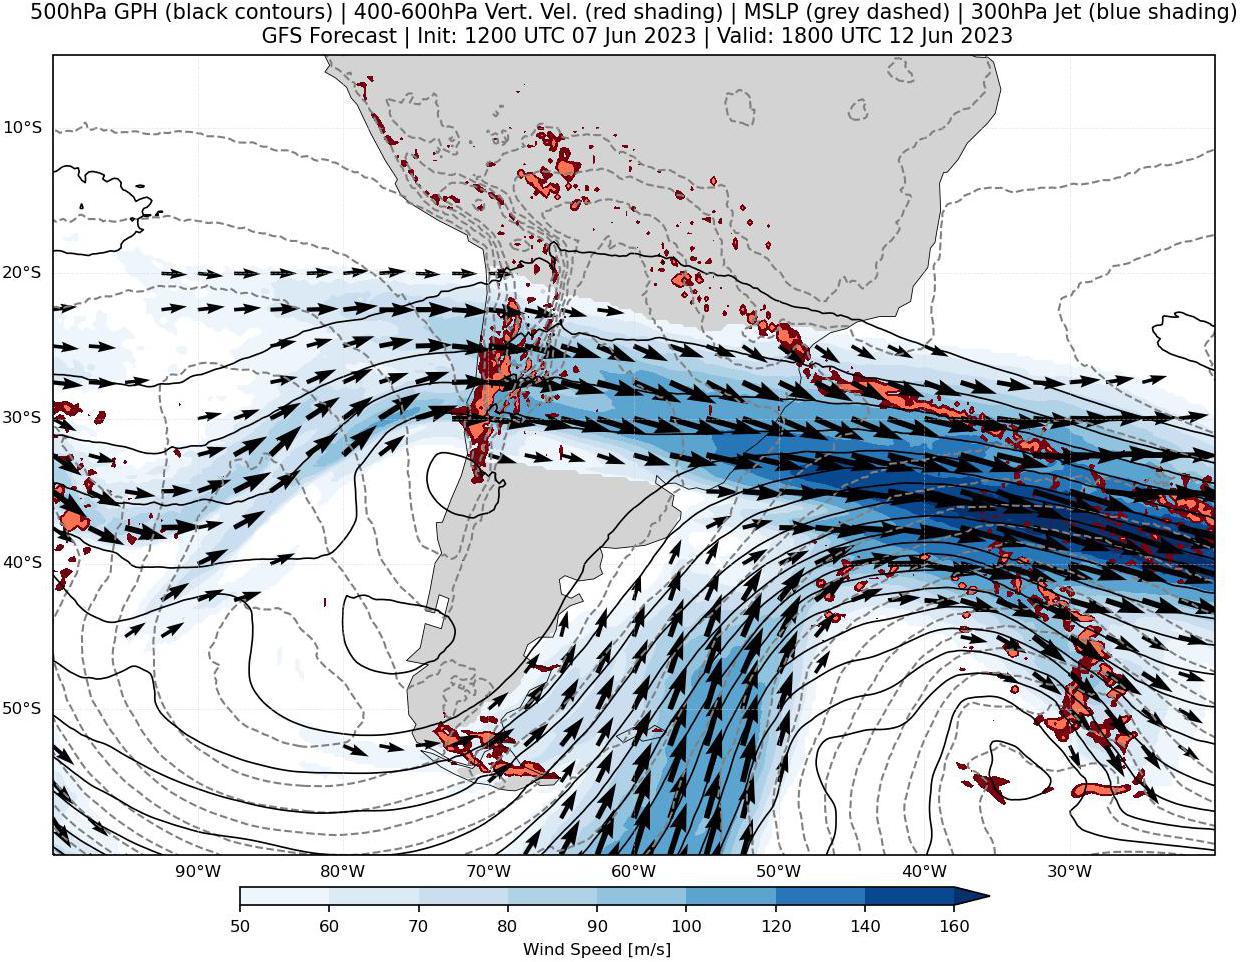 500hPa GPH (black contours) | 400-600hPa Vert. Vel. (red shading) | MSLP (grey dashed) | 300hPa Jet (blue shading)
GFS Forecast | Init: 1200 UTC 07 Jun 2023 | Valid: 1800 UTC 12 Jun 2023
10°S
20°S
30°S
40°S
50°S
90°W 80°W 70°W 60°W 50°W 40°W 30°W
50 60 70 80 90 100 120 140 160
Wind Speed [m/s]